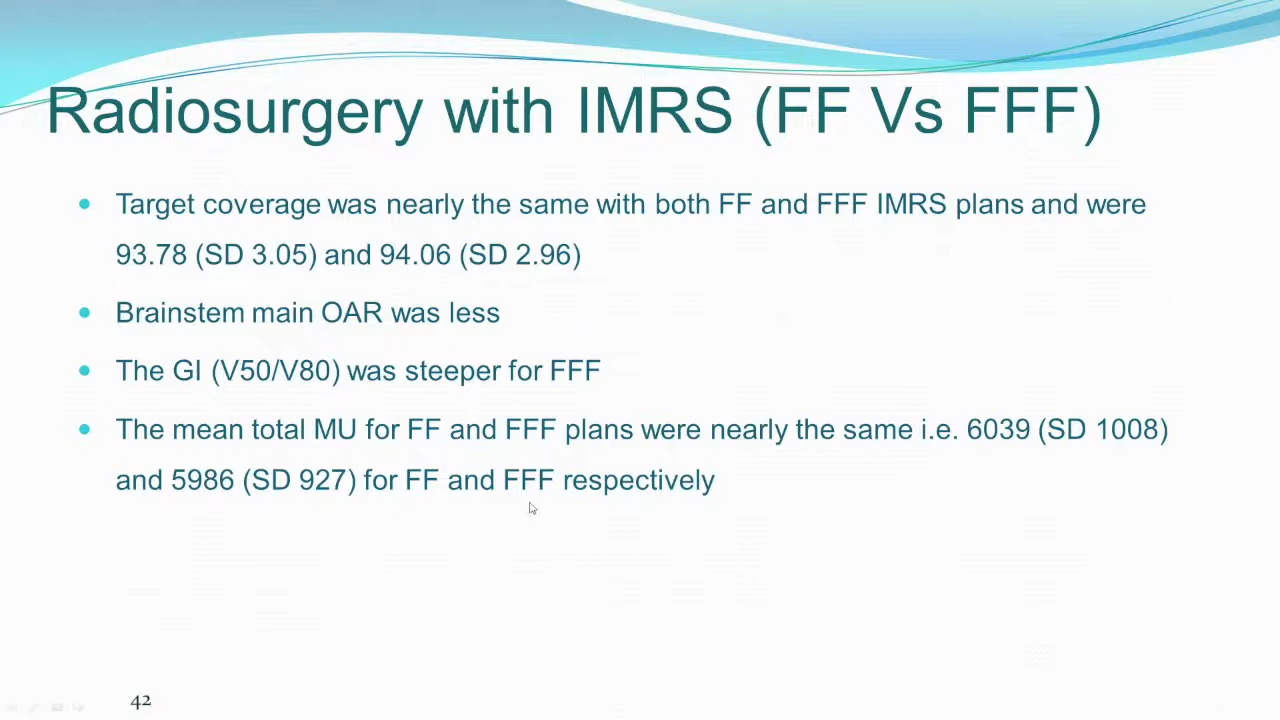 Radiosurgery with IMRS (FF Vs FFF)
Target coverage was nearly the same with both FF and FFF IMRS plans and were
93.78 (SD 3.05) and 94.06 (SD 2.96)
Brainstem main OAR was less
The GI (V50/V80) was steeper for FFF
The mean total MU for FF and FFF plans were nearly the same i.e. 6039 (SD 1008)
and 5986 (SD 927) for FF and FFF respectively
42